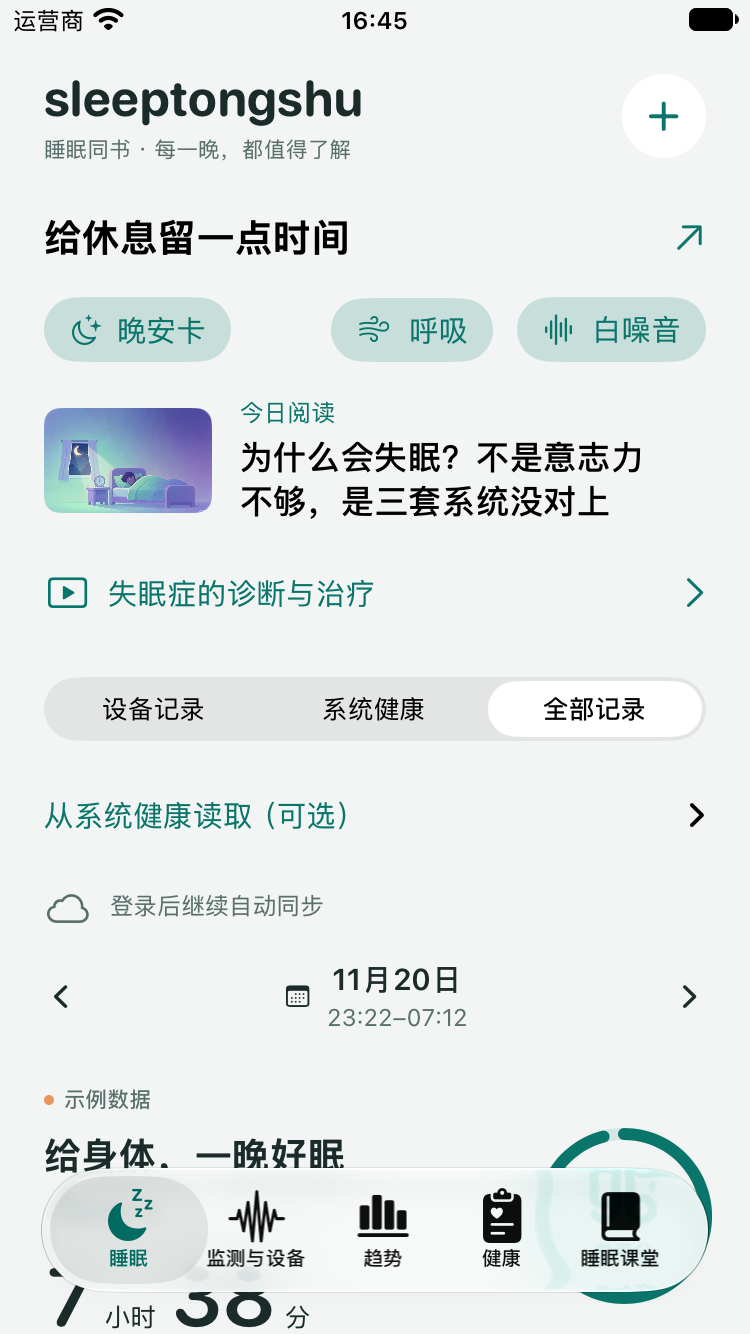 运营商 16:45
sleeptongshu
睡眠同书 · 每一晚，都值得了解
给休息留一点时间
晚安卡 呼吸 白噪音
今日阅读
为什么会失眠？不是意志力
不够，是三套系统没对上
失眠症的诊断与治疗
设备记录 系统健康 全部记录
从系统健康读取（可选）
登录后继续自动同步
11月20日
23:22–07:12
示例数据
给身体，一晚好眠
睡眠 监测与设备 趋势 健康 睡眠课堂
7 小时 38 分